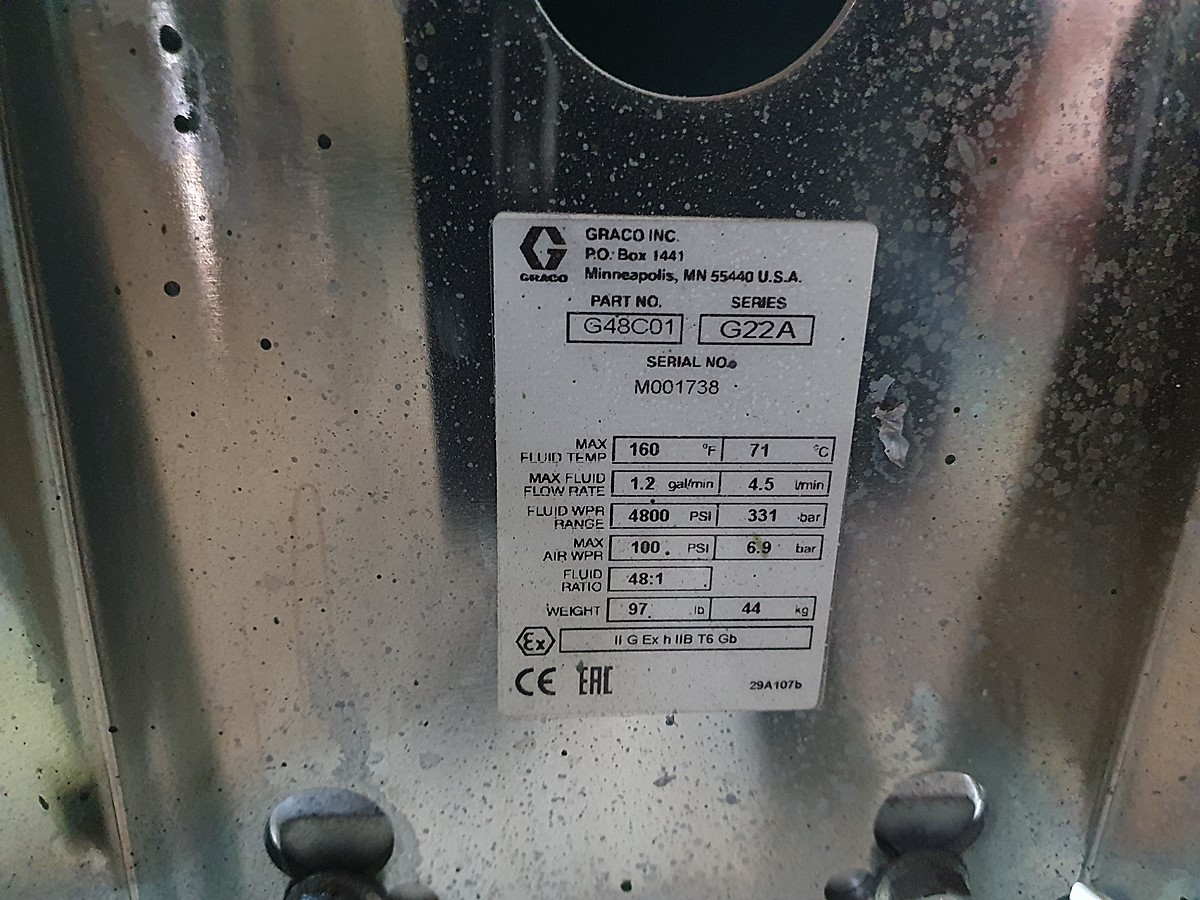 GRACO
GRACO INC.
P.O. Box 1441
Minneapolis, MN 55440 U.S.A.
PART NO. SERIES
G48C01 G22A
SERIAL NO.
M001738
MAX FLUID TEMP 160 °F 71 °C
MAX FLUID FLOW RATE 1.2 gal/min 4.5 l/min
FLUID WPR RANGE 4800 PSI 331 bar
MAX AIR WPR 100 PSI 6.9 bar
FLUID RATIO 48:1
WEIGHT 97 lb 44 kg
Ex II G Ex h IIB T6 Gb
CE EAC 29A107b